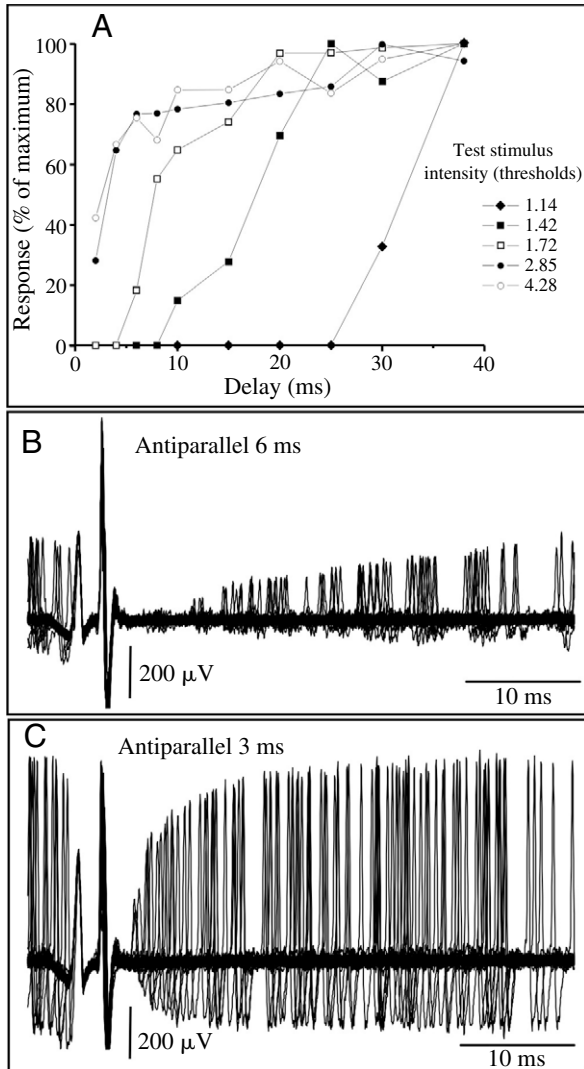 A
100
80
60
40
20
0
Response (% of maximum)
0
10
20
30
40
Delay (ms)
Test stimulus
intensity (thresholds)
1.14
1.42
1.72
2.85
4.28
B
Antiparallel 6 ms
200 µV
10 ms
C
Antiparallel 3 ms
200 µV
10 ms